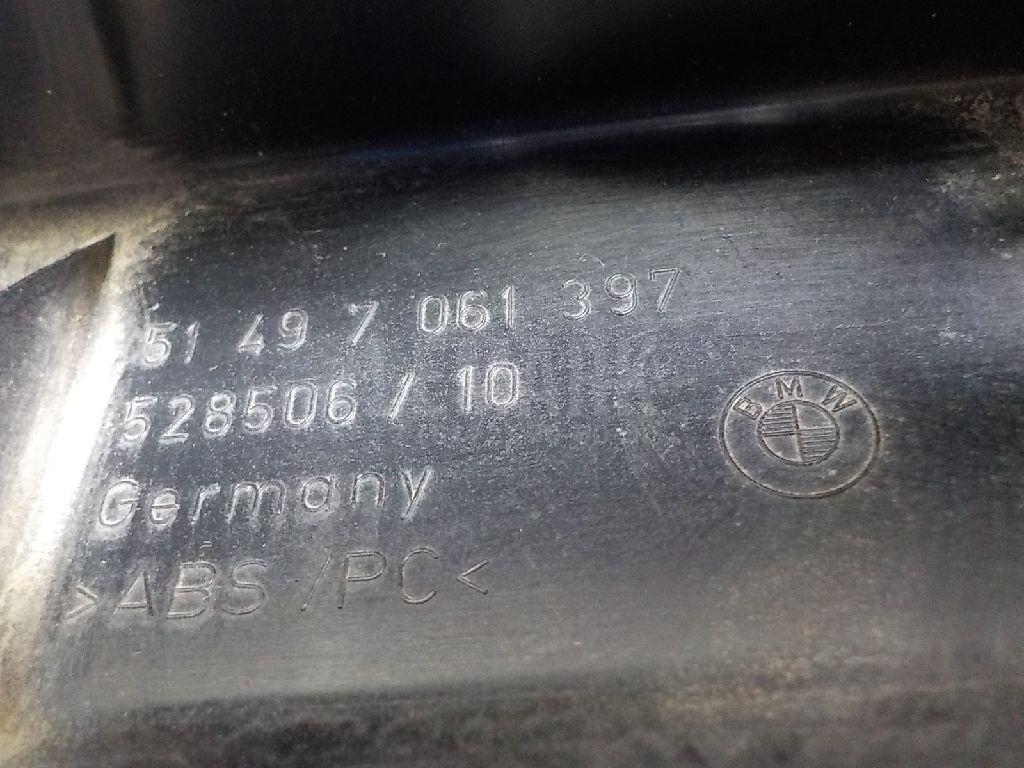 51 49 7 061 397
528506 / 10
Germany
>ABS /PC<
BMW